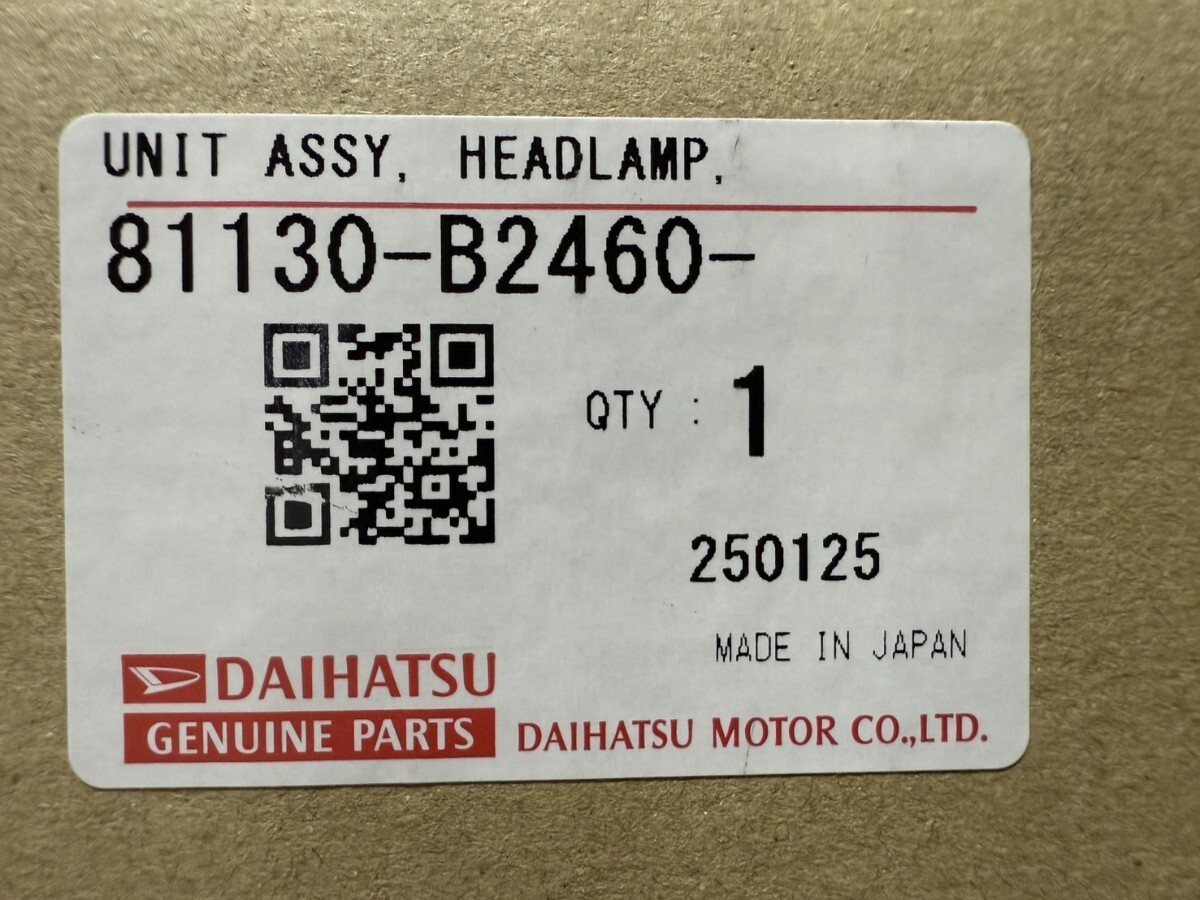 UNIT ASSY, HEADLAMP,
81130-B2460-
QTY : 1
250125
MADE IN JAPAN
DAIHATSU
GENUINE PARTS
DAIHATSU MOTOR CO.,LTD.